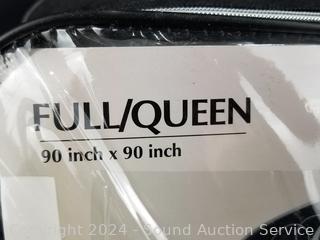 FULL/QUEEN
90 inch x 90 inch
Copyright 2024 - Sound Auction Service